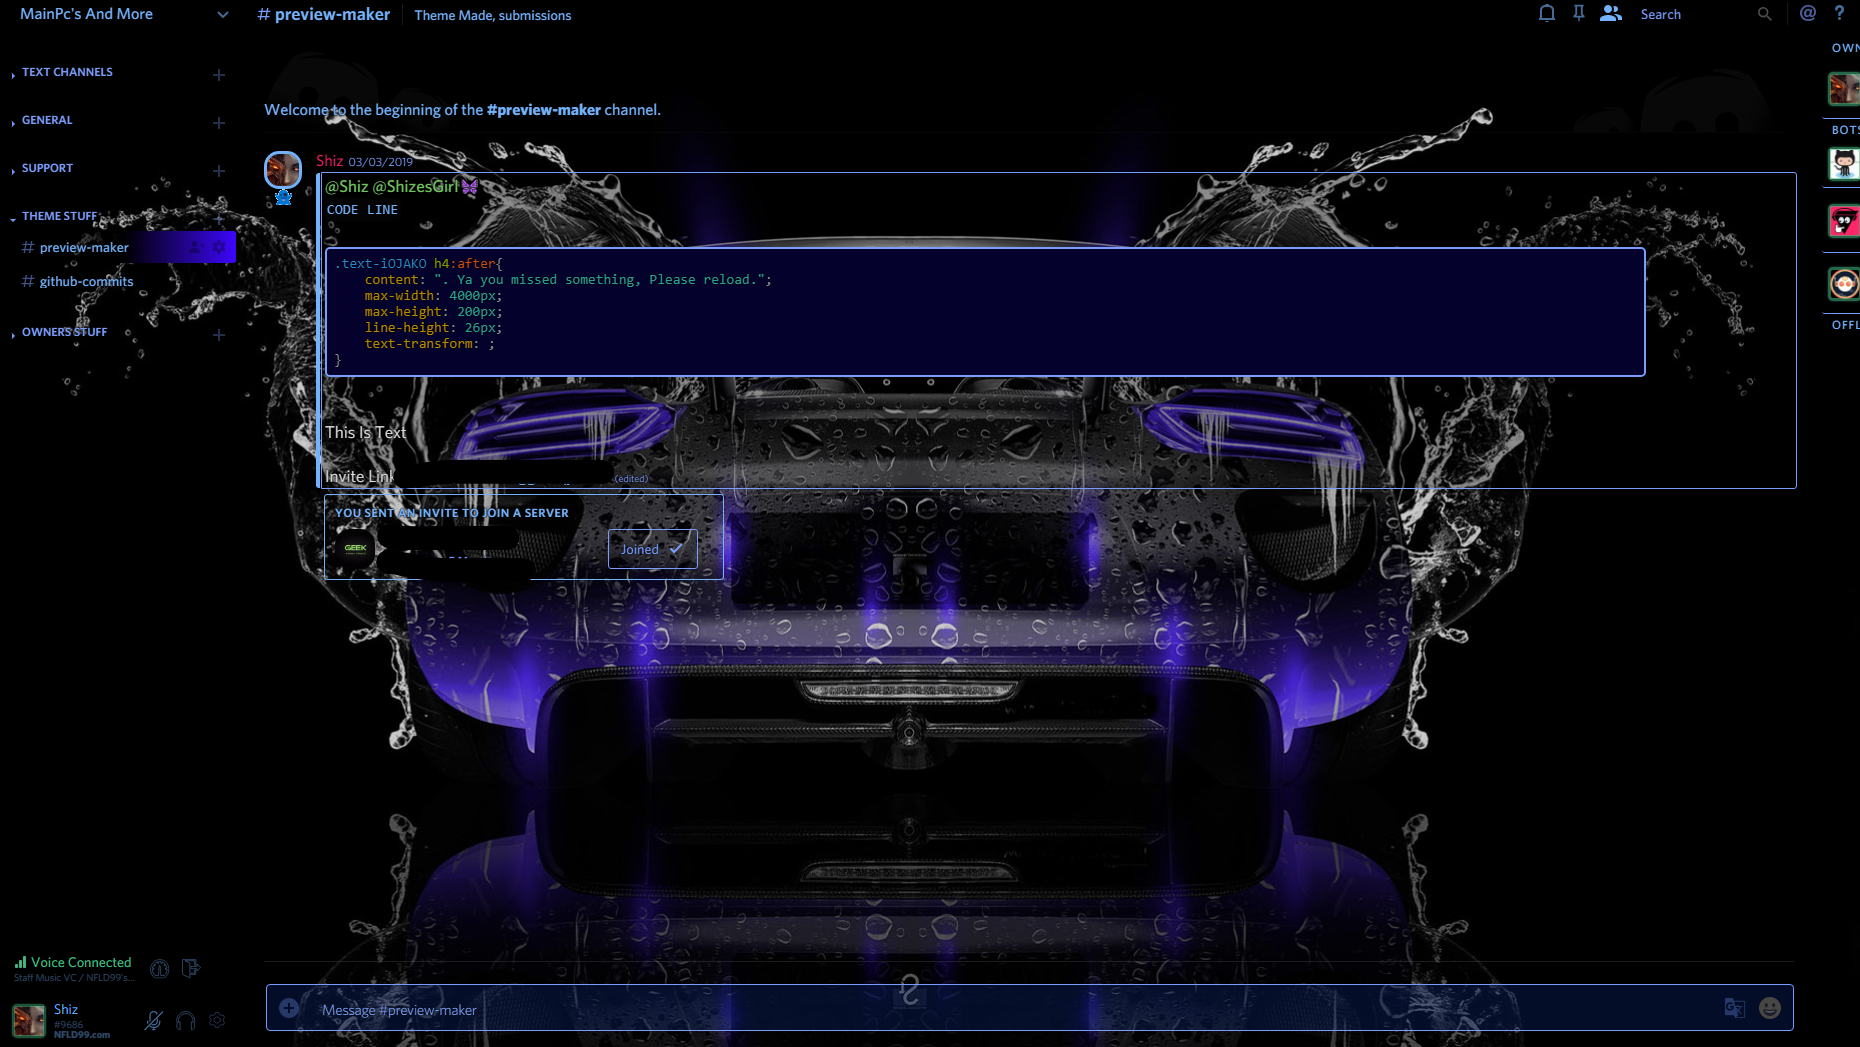 MainPc's And More
# preview-maker
Theme Made, submissions
Search
@
?
TEXT CHANNELS
GENERAL
SUPPORT
THEME STUFF
# preview-maker
# github-commits
OWNERS STUFF
Welcome to the beginning of the #preview-maker channel.
Shiz 03/03/2019
@Shiz @ShizesGirl
CODE LINE
.text-iOJAKO h4:after{
content: ". Ya you missed something, Please reload.";
max-width: 4000px;
max-height: 200px;
line-height: 26px;
text-transform: ;
}
This Is Text
Invite Link
(edited)
YOU SENT AN INVITE TO JOIN A SERVER
GEEK
Joined
OWN
BOTS
OFFL
Voice Connected
Staff Music VC / NFLD99's...
Shiz
#9686
NFLD99.com
Message #preview-maker